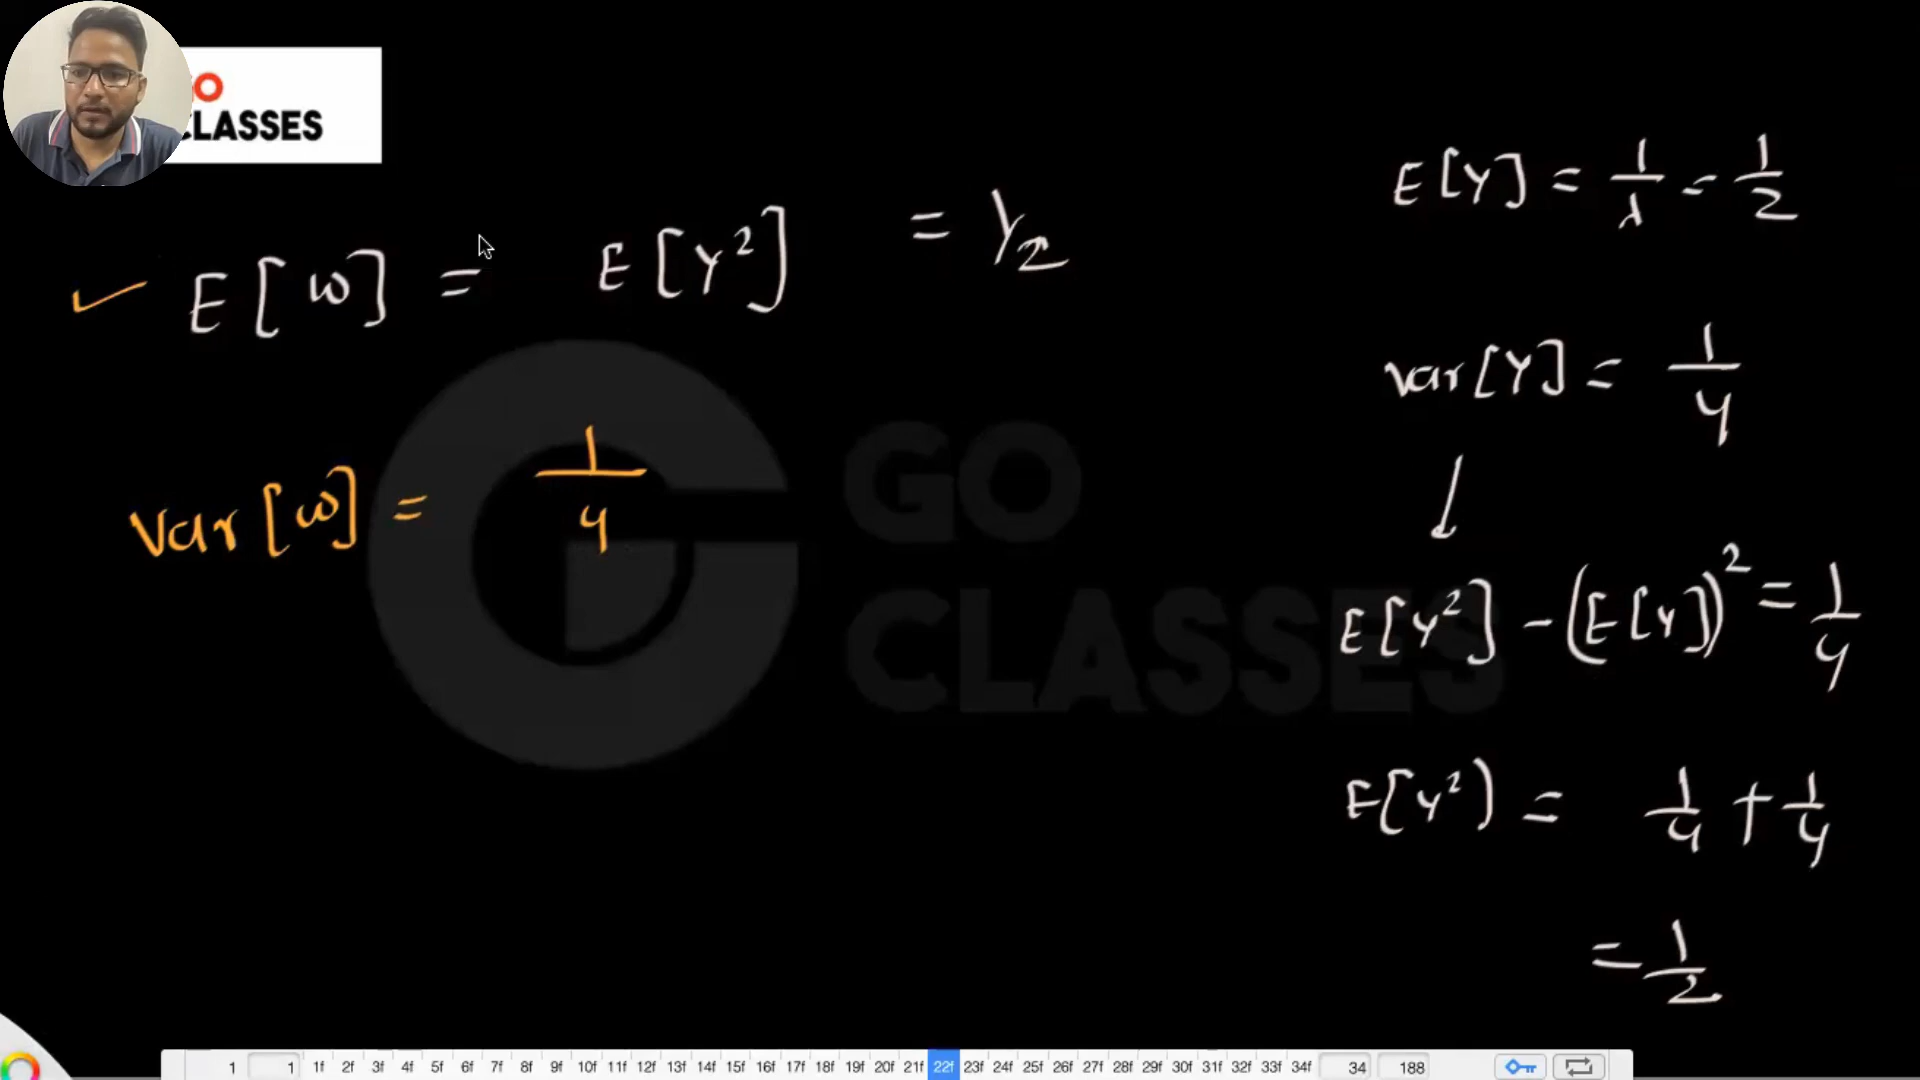 GO
CLASSES
E[Y] = 1/λ = 1/2
E[ω] = E[Y²] = 1/2
var[Y] = 1/4
Var[ω] = 1/4
GO
CLASSES
E[Y²] - (E[Y])² = 1/4
E[Y²) = 1/4 + 1/4
= 1/2
1 1 1f 2f 3f 4f 5f 6f 7f 8f 9f 10f 11f 12f 13f 14f 15f 16f 17f 18f 19f 20f 21f 22f 23f 24f 25f 26f 27f 28f 29f 30f 31f 32f 33f 34f 34 188